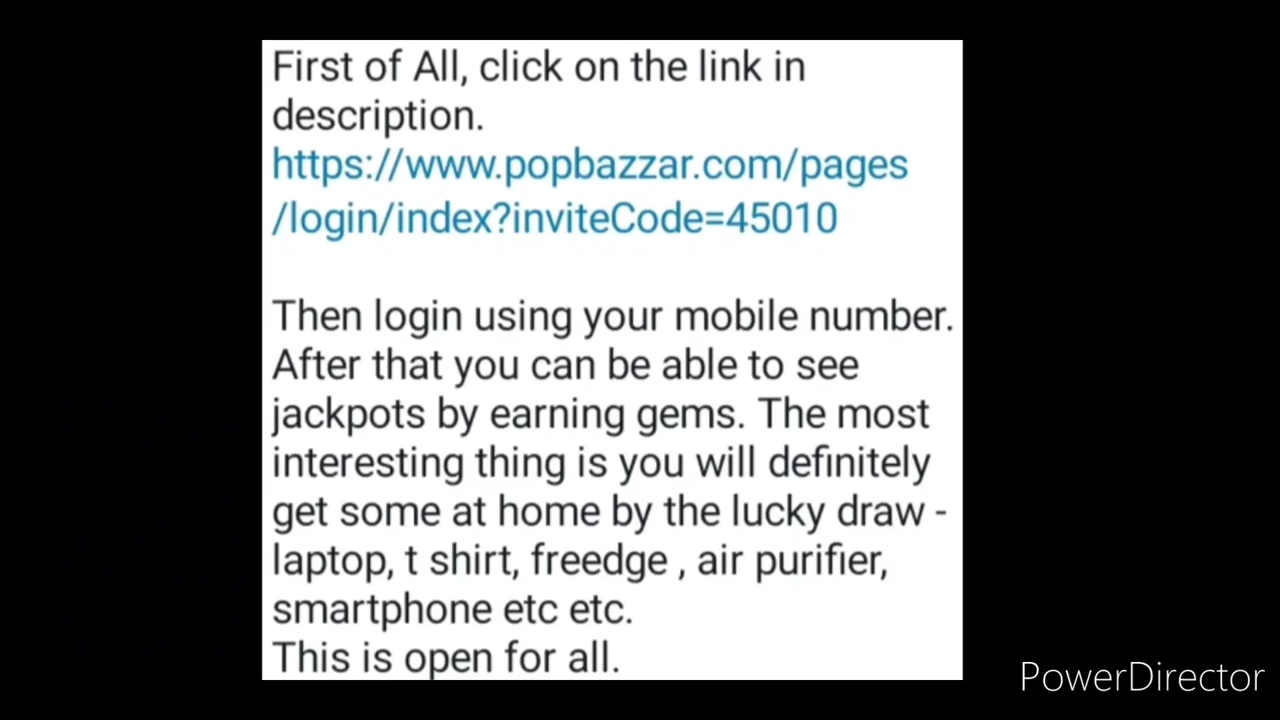 First of All, click on the link in
description.
https://www.popbazzar.com/pages
/login/index?inviteCode=45010
Then login using your mobile number.
After that you can be able to see
jackpots by earning gems. The most
interesting thing is you will definitely
get some at home by the lucky draw -
laptop, t shirt, freedge , air purifier,
smartphone etc etc.
This is open for all.
PowerDirector